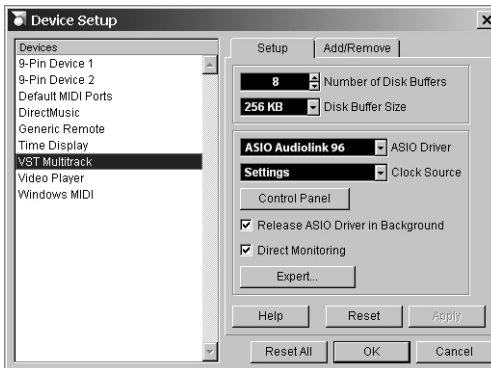 Device Setup
Devices
9-Pin Device 1
9-Pin Device 2
Default MIDI Ports
DirectMusic
Generic Remote
Time Display
VST Multitrack
Video Player
Windows MIDI
Setup
Add/Remove
8 Number of Disk Buffers
256 KB Disk Buffer Size
ASIO Audiolink 96 ASIO Driver
Settings Clock Source
Control Panel
Release ASIO Driver in Background
Direct Monitoring
Expert...
Help Reset Apply
Reset All OK Cancel